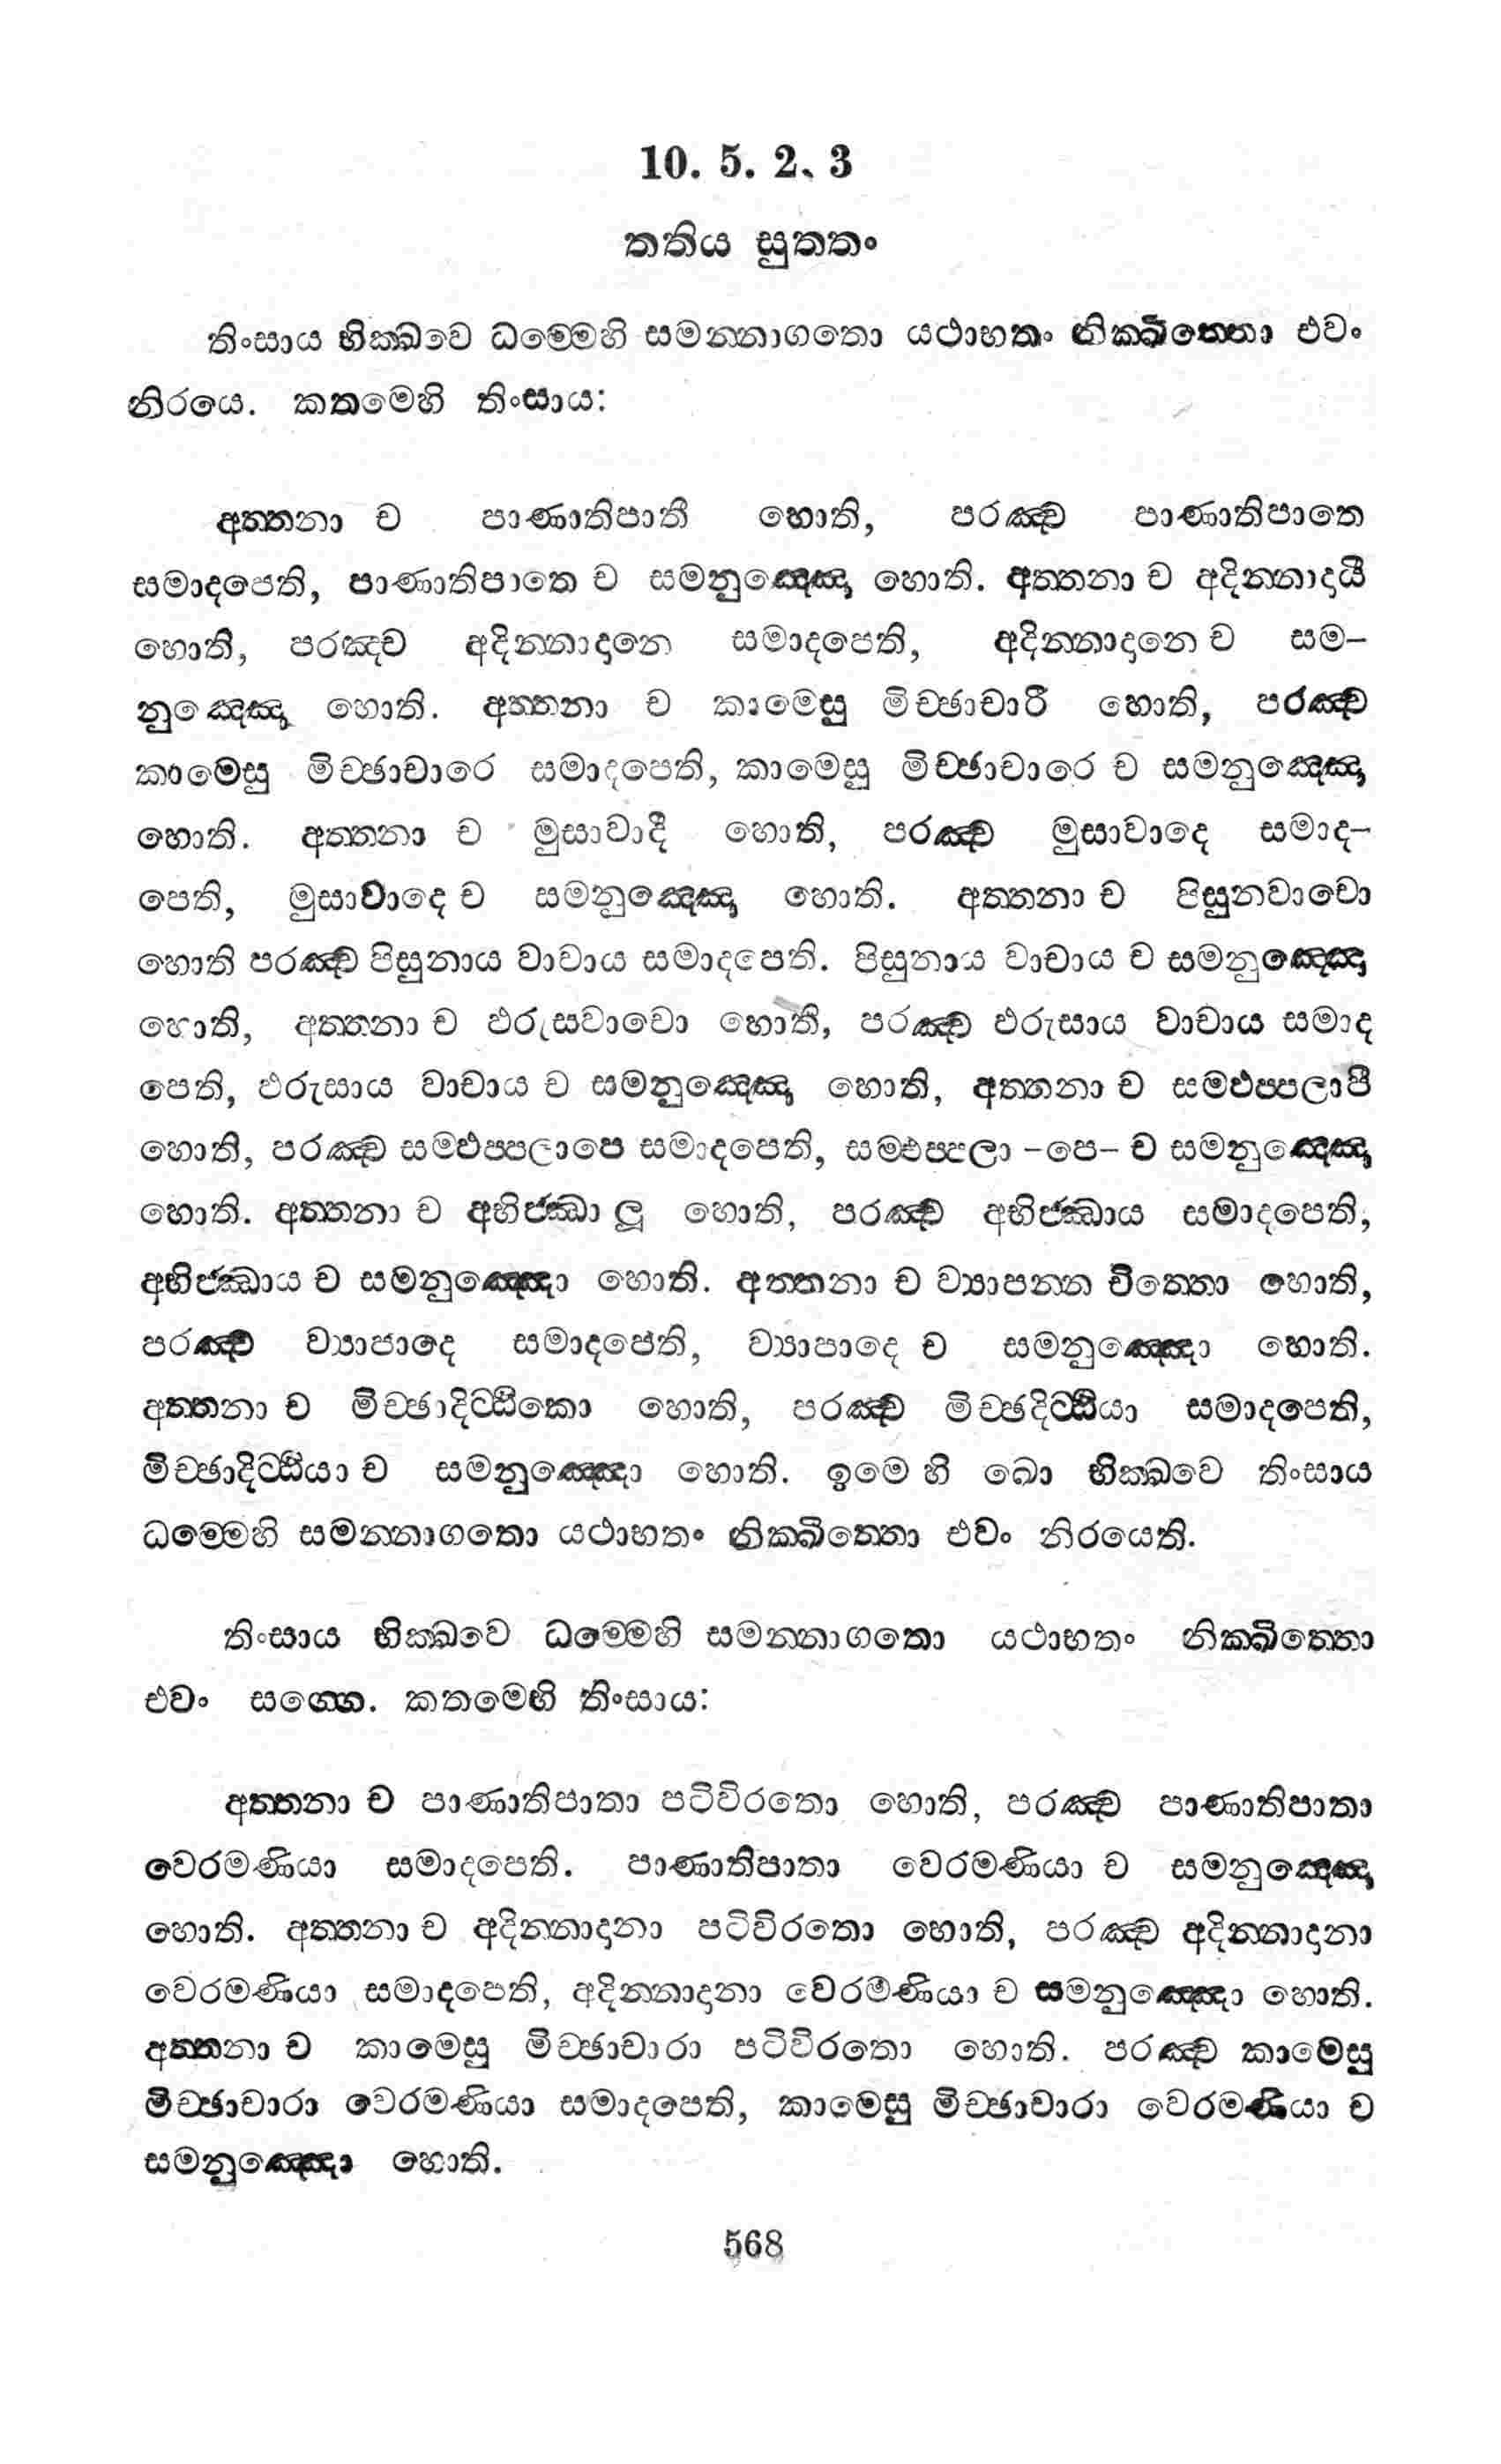 10. 5. 2. 3
තතිය සුත‍්තං
තිංසාය භික‍්ඛවෙ ධම‍්මෙහි සමන‍්නාගතො යථාභතං නික‍්ඛිත‍්තො එවං
නිරයෙ. කතමෙහි තිංසාය:
අත‍්තනා ච පාණාතිපාතී හොති, පරඤ‍්ච පාණාතිපාතෙ
සමාදපෙති, පාණාතිපාතෙ ච සමනුඤ‍්ඤො හොති. අත‍්තනා ච අදින‍්නාදායී
හොති, පරඤ‍්ච අදින‍්නාදානෙ සමාදපෙති, අදින‍්නාදානෙ ච සම-
නුඤ‍්ඤො හොති. අත‍්තනා ච කාමෙසු මිච‍්ඡාචාරී හොති, පරඤ‍්ච
කාමෙසු මිච‍්ඡාචාරෙ සමාදපෙති, කාමෙසු මිච‍්ඡාචාරෙ ච සමනුඤ‍්ඤො
හොති. අත‍්තනා ච මුසාවාදී හොති, පරඤ‍්ච මුසාවාදෙ සමාද-
පෙති, මුසාවාදෙ ච සමනුඤ‍්ඤො හොති. අත‍්තනා ච පිසුනවාචො
හොති පරඤ‍්ච පිසුනාය වාචාය සමාදපෙති. පිසුනාය වාචාය ච සමනුඤ‍්ඤො
හොති, අත‍්තනා ච ඵරුසවාචො හොති, පරඤ‍්ච ඵරුසාය වාචාය සමාද
පෙති, ඵරුසාය වාචාය ච සමනුඤ‍්ඤො හොති, අත‍්තනා ච සම‍්ඵප‍්පලාපී
හොති, පරඤ‍්ච සම‍්ඵප‍්පලාපෙ සමාදපෙති, සම‍්ඵප‍්පලා -පෙ- ච සමනුඤ‍්ඤො
හොති. අත‍්තනා ච අභිජ‍්ඣා ලූ හොති, පරඤ‍්ච අභිජ‍්ඣාය සමාදපෙති,
අභිජ‍්ඣාය ච සමනුඤ‍්ඤො හොති. අත‍්තනා ච ව්‍යාපන‍්න චිත‍්තො හොති,
පරඤ‍්ච ව්‍යාපාදෙ සමාදපෙති, ව්‍යාපාදෙ ච සමනුඤ‍්ඤො හොති.
අත‍්තනා ච මිච‍්ඡාදිට‍්ඨිකො හොති, පරඤ‍්ච මිච‍්ඡදිට‍්ඨියා සමාදපෙති,
මිච‍්ඡාදිට‍්ඨියා ච සමනුඤ‍්ඤො හොති. ඉමෙ හි ඛො භික‍්ඛවෙ තිංසාය
ධම‍්මෙහි සමන‍්නාගතො යථාභතං නික‍්ඛිත‍්තො එවං නිරයෙති.
තිංසාය භික‍්ඛවෙ ධම‍්මෙහි සමන‍්නාගතො යථාභතං නික‍්ඛිත‍්තො
එවං සග‍්ගෙ. කතමෙභි තිංසාය:
අත‍්තනා ච පාණාතිපාතා පටිවිරතො හොති, පරඤ‍්ච පාණාතිපාතා
වෙරමණියා සමාදපෙති. පාණාතිපාතා වෙරමණියා ච සමනුඤ‍්ඤො
හොති. අත‍්තනා ච අදින‍්නාදානා පටිවිරතො හොති, පරඤ‍්ච අදින‍්නාදානා
වෙරමණියා සමාදපෙති, අදින‍්නාදානා වෙරමණියා ච සමනුඤ‍්ඤො හොති.
අත‍්තනා ච කාමෙසු මිච‍්ඡාචාරා පටිවිරතො හොති. පරඤ‍්ච කාමෙසු
මිච‍්ඡාචාරා වෙරමණියා සමාදපෙති, කාමෙසු මිච‍්ඡාචාරා වෙරමණියා ච
සමනුඤ‍්ඤො හොති.
568